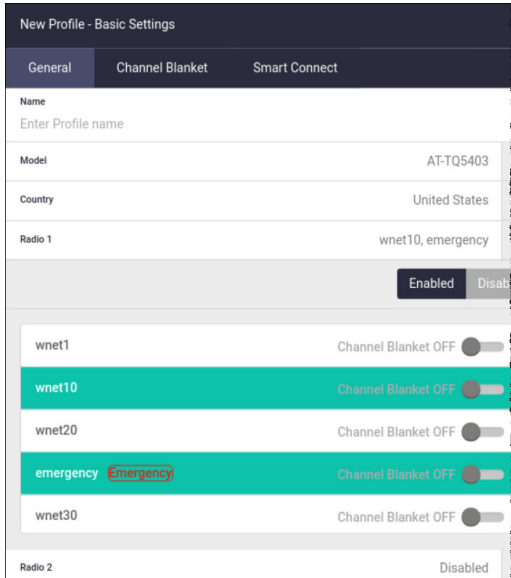 New Profile - Basic Settings
General Channel Blanket Smart Connect
Name
Enter Profile name
Model AT-TQ5403
Country United States
Radio 1 wnet10, emergency
Enabled Disab
wnet1 Channel Blanket OFF
wnet10 Channel Blanket OFF
wnet20 Channel Blanket OFF
emergency Emergency Channel Blanket OFF
wnet30 Channel Blanket OFF
Radio 2 Disabled